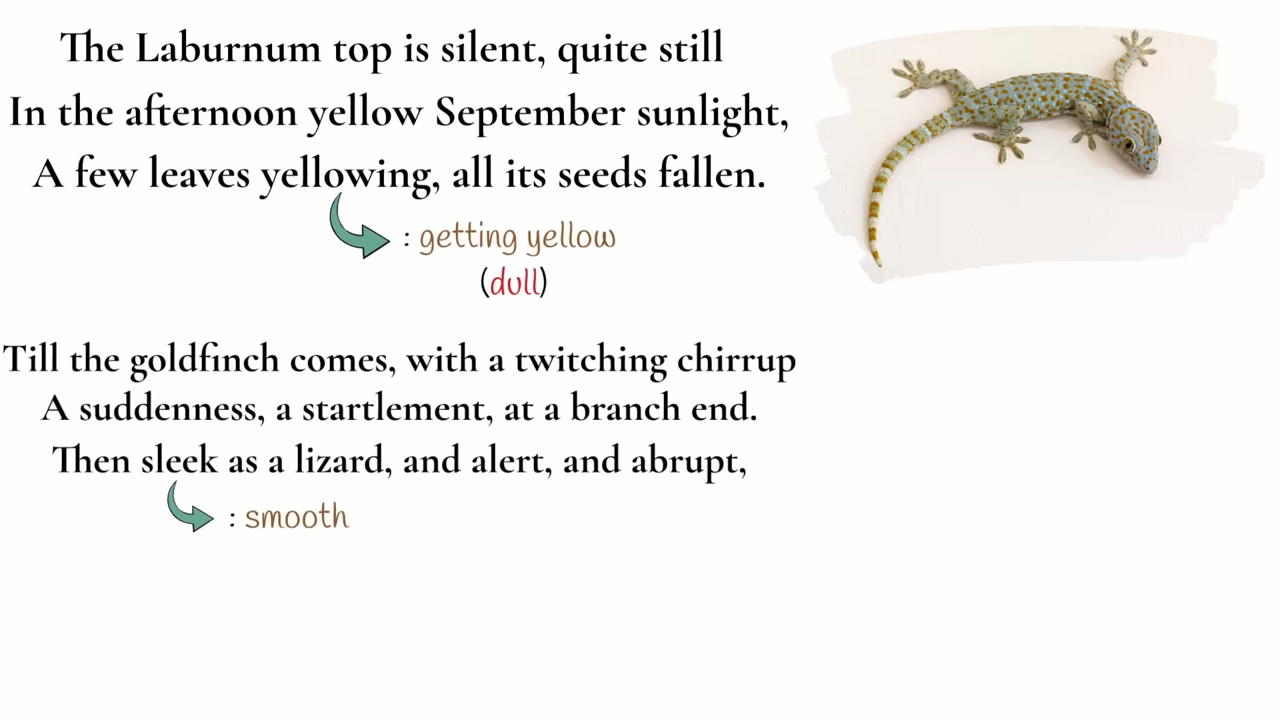 The Laburnum top is silent, quite still
In the afternoon yellow September sunlight,
A few leaves yellowing, all its seeds fallen.
: getting yellow
(dull)
Till the goldfinch comes, with a twitching chirrup
A suddenness, a startlement, at a branch end.
Then sleek as a lizard, and alert, and abrupt,
: smooth